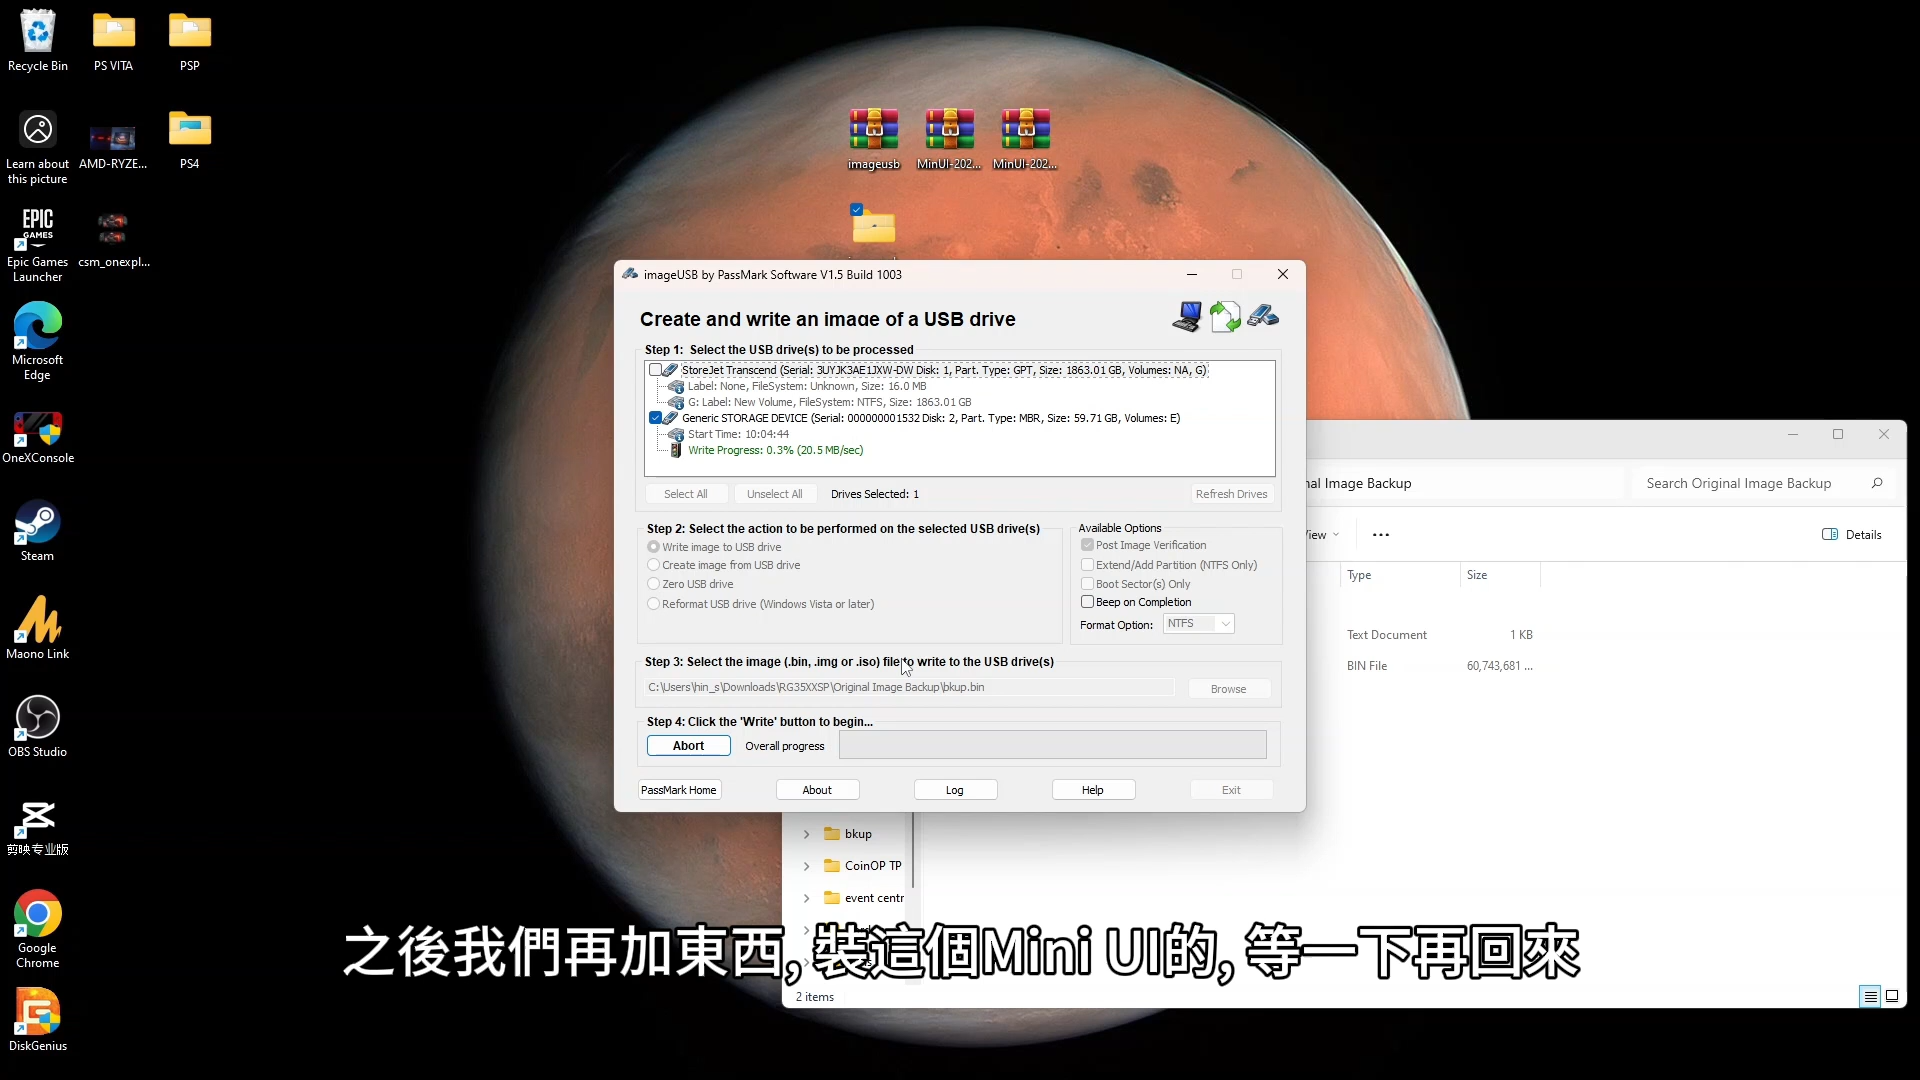 Recycle Bin
PS VITA
PSP
Learn about
this picture
AMD-RYZE...
PS4
EPIC
GAMES
Epic Games
Launcher
csm_onexpl...
Microsoft
Edge
OneXConsole
Steam
Maono Link
OBS Studio
剪映专业版
Google
Chrome
DiskGenius
imageusb
MinUI-202...
MinUI-202...
imageUSB by PassMark Software V1.5 Build 1003
Create and write an image of a USB drive
Step 1: Select the USB drive(s) to be processed
StoreJet Transcend (Serial: 3UYJK3AE1JXW-DW Disk: 1, Part. Type: GPT, Size: 1863.01 GB, Volumes: NA, G)
Label: None, FileSystem: Unknown, Size: 16.0 MB
G: Label: New Volume, FileSystem: NTFS, Size: 1863.01 GB
Generic STORAGE DEVICE (Serial: 000000001532 Disk: 2, Part. Type: MBR, Size: 59.71 GB, Volumes: E)
Start Time: 10:04:44
Write Progress: 0.3% (20.5 MB/sec)
Select All
Unselect All
Drives Selected: 1
Refresh Drives
Step 2: Select the action to be performed on the selected USB drive(s)
Write image to USB drive
Create image from USB drive
Zero USB drive
Reformat USB drive (Windows Vista or later)
Available Options
Post Image Verification
Extend/Add Partition (NTFS Only)
Boot Sector(s) Only
Beep on Completion
Format Option: NTFS
Step 3: Select the image (.bin, .img or .iso) file to write to the USB drive(s)
C:\Users\hin_s\Downloads\RG35XXSP\Original Image Backup\bkup.bin
Browse
Step 4: Click the 'Write' button to begin...
Abort
Overall progress
PassMark Home
About
Log
Help
Exit
nal Image Backup
Search Original Image Backup
View
Details
Type
Size
Text Document
1 KB
BIN File
60,743,681 ...
bkup
CoinOP TP
event centr
2 items
之後我們再加東西, 裝這個Mini UI的, 等一下再回來